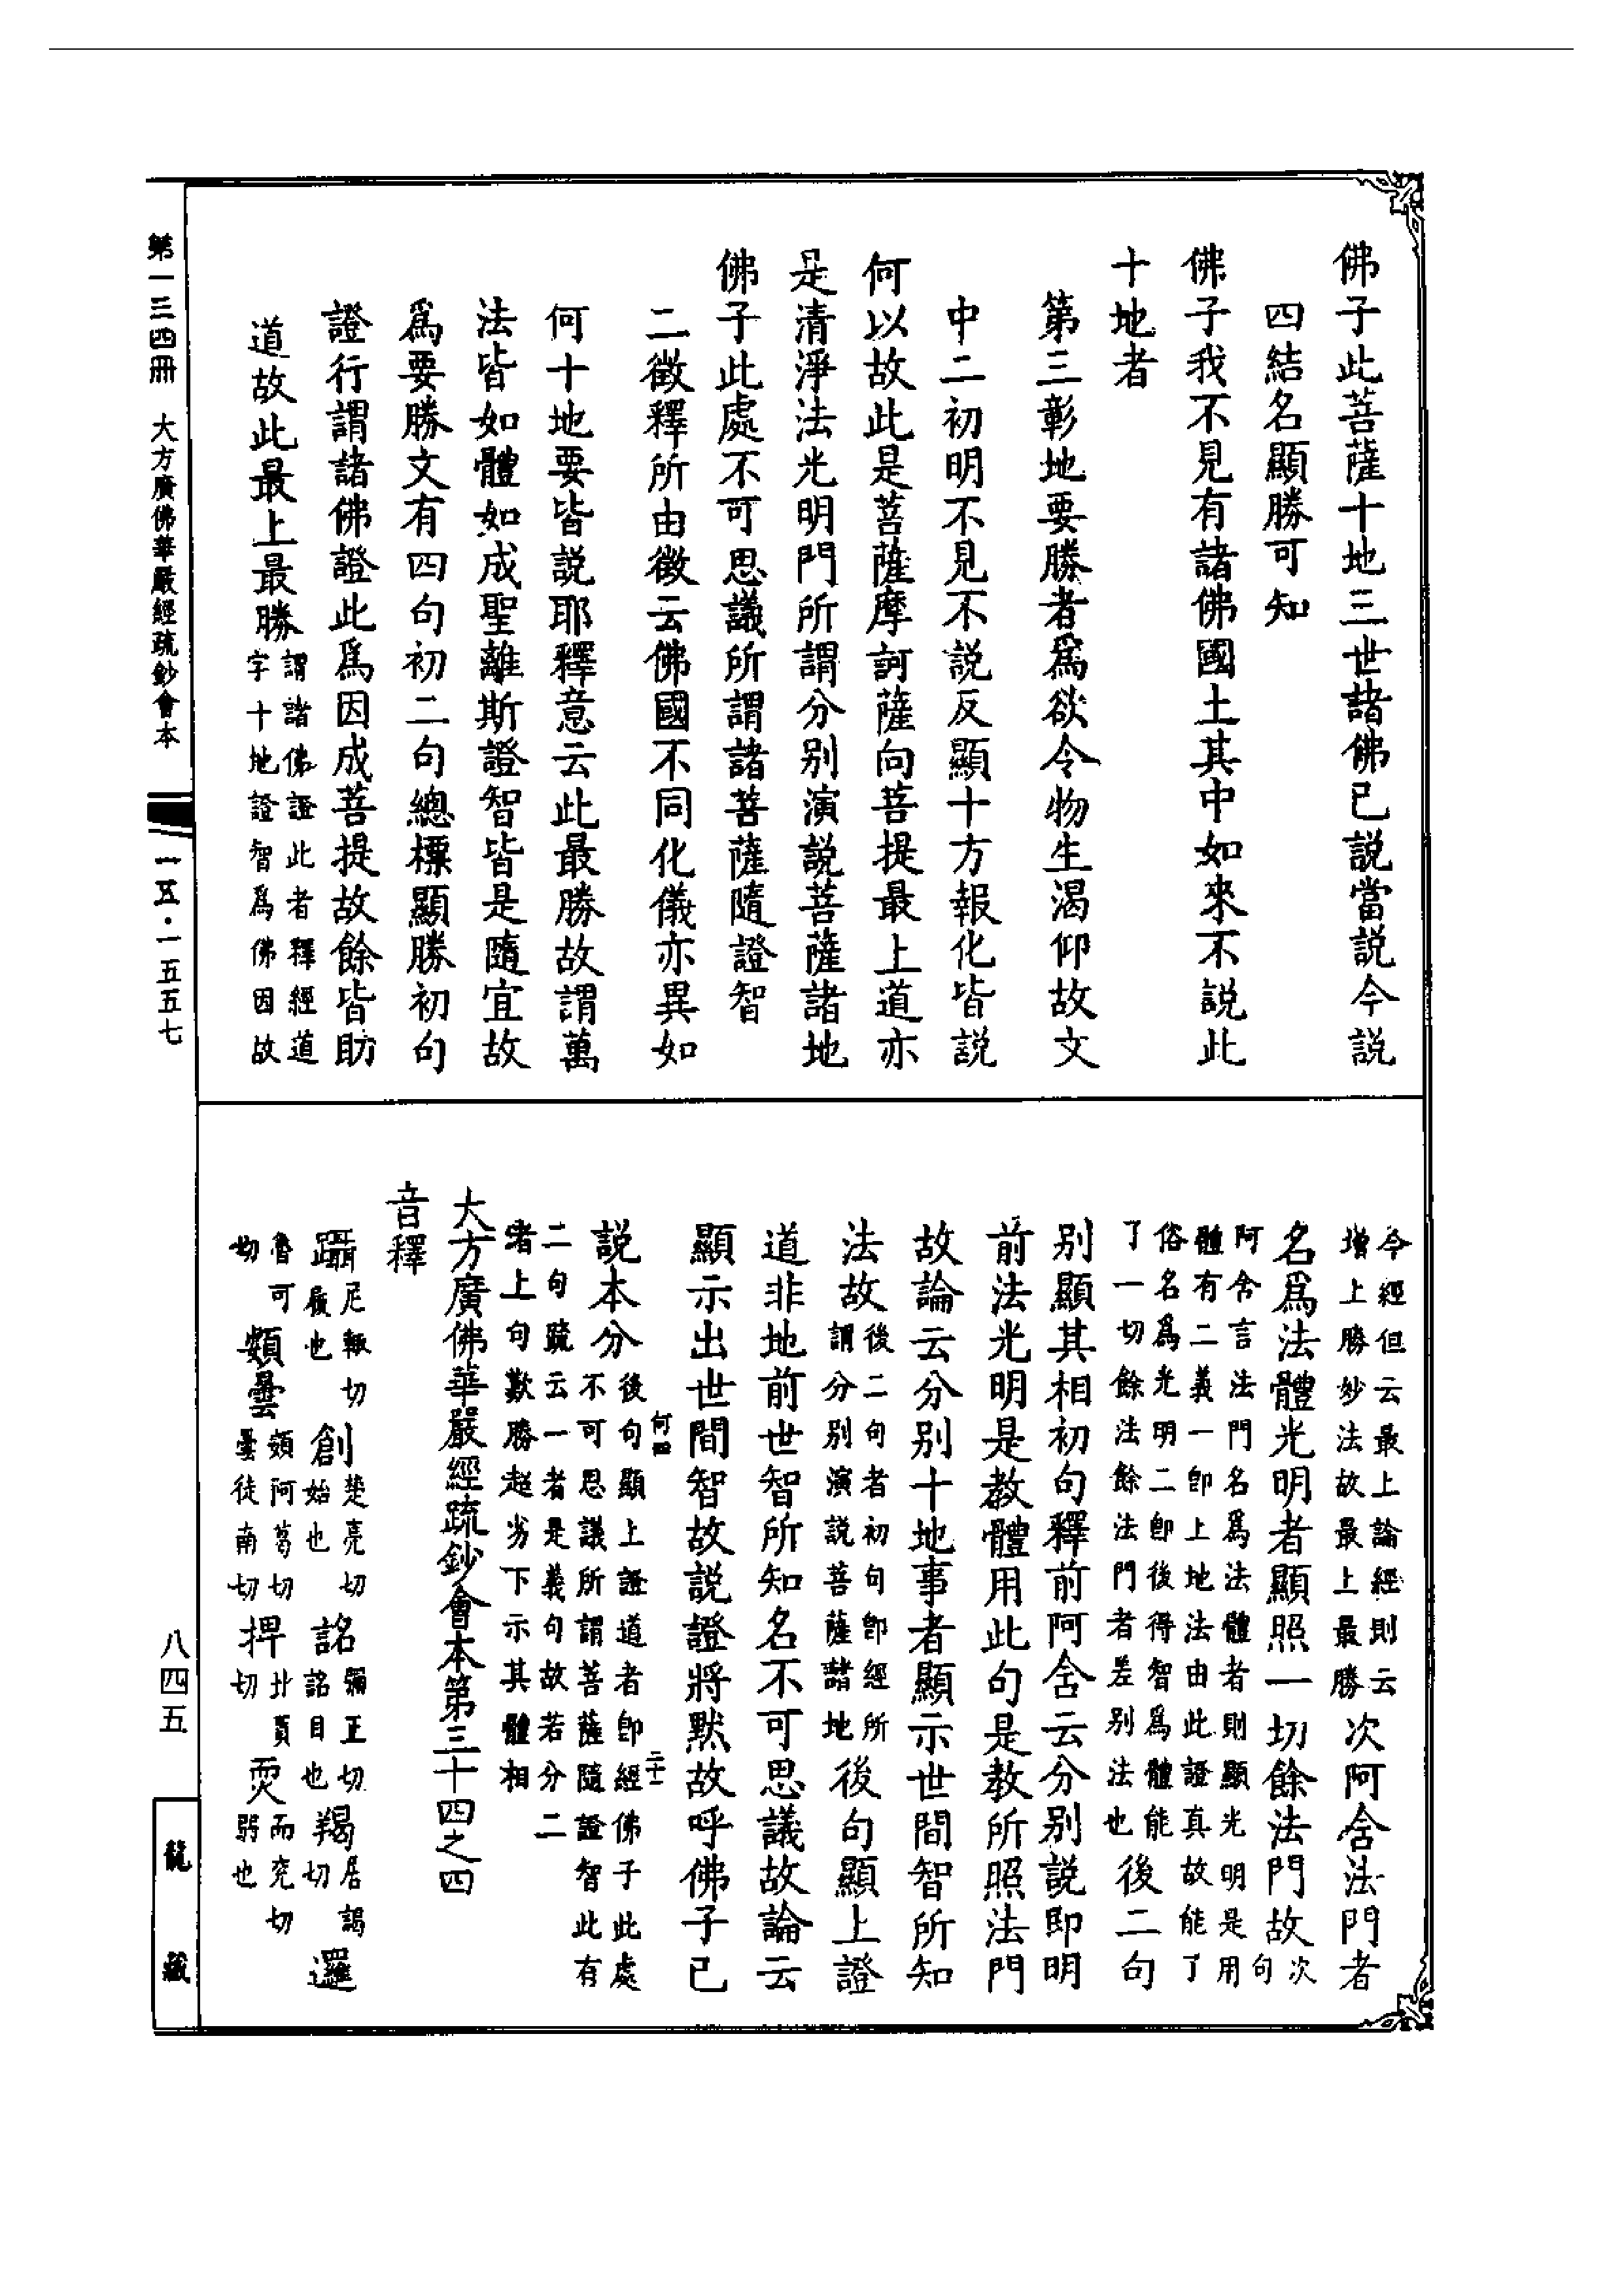 佛子此菩薩十地三世諸佛已說當說今說
四結名顯勝可知
佛子我不見有諸佛國土其中如來不說此
十地者
第三彰地要勝者爲欲令物生渴仰故文
中二初明不見不說反顯十方報化皆說
何以故此是菩薩摩訶薩向菩提最上道亦
是清淨法光明門所謂分別演說菩薩諸地
佛子此處不可思議所謂諸菩薩隨證智
二徵釋所由徵云佛國不同化儀亦異如
何十地要皆說耶釋意云此最勝故謂萬
法皆如體如成聖離斯證智皆是隨宜故
爲要勝文有四句初二句總標顯勝初句
證行謂諸佛證此爲因成菩提故餘皆助
道故此最上最勝謂諸佛證此者釋經道
字十地證智爲佛因故
今經但云最上論經則云
增上勝妙法故最上最勝次阿含法門者
名爲法體光明者顯照一切餘法門故次
句
阿含言法門名爲法體者則顯光明是用
體有二義一即上地法由此證真故能了
俗名爲光明二即後得智爲體能
了一切餘法餘法門者差別法也後二句
別顯其相初句釋前阿含云分別說即明
前法光明是教體用此句是教所照法門
故論云分別十地事者顯示世間智所知
法故後二句者初句即經所
謂分別演說菩薩諸地後句顯上證
道非地前世智所知名不可思議故論云
顯示出世間智故說證將默故呼佛子已
何四
二十一
說本分後句顯上證道者即經佛子此處
不可思議所謂菩薩隨證智此有
二句疏云一者是義句故若分二
者上句歎勝超劣下示其體相
大方廣佛華嚴經疏鈔會本第三十四之四
音釋
躡尼輒切
履也創楚亮切
始也詺彌正切
詺目也羯居謁
切邏
魯可
切頞曇頞阿葛切
曇徒南切捍廾買
切耎而兖切
弱也
第一三四冊 大方廣佛華嚴經疏鈔會本
一五·一五五七
八四五
龍藏